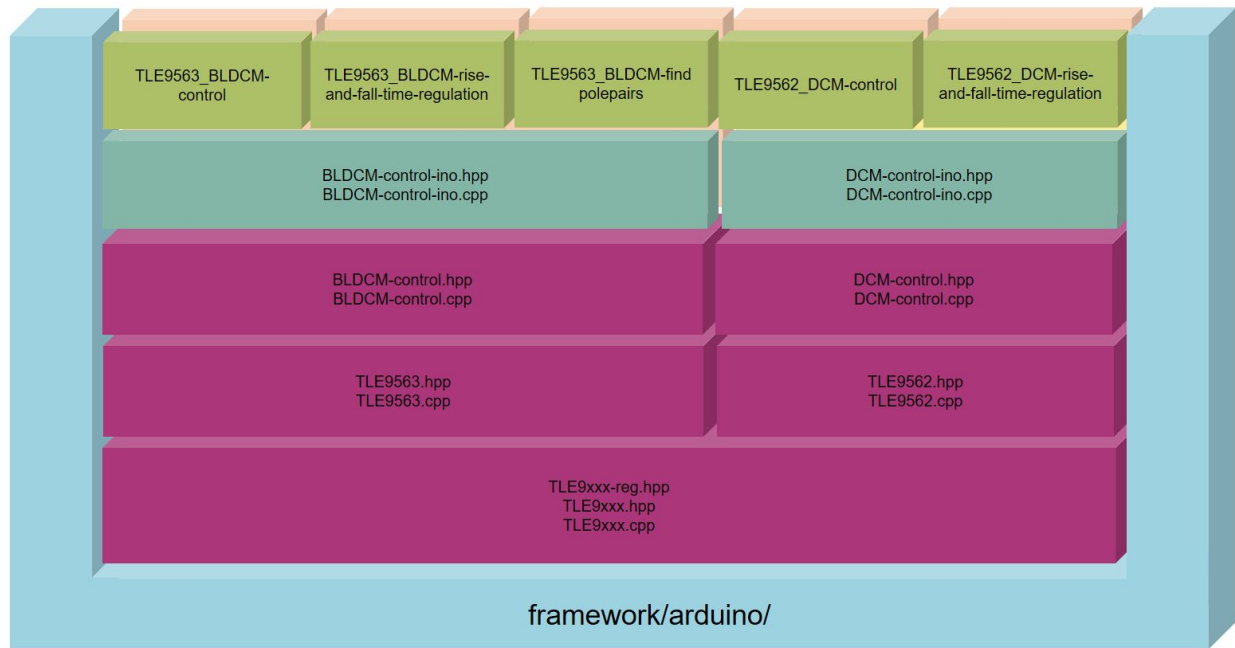 TLE9563_BLDCM-
control
TLE9563_BLDCM-rise-
and-fall-time-regulation
TLE9563_BLDCM-find
polepairs
TLE9562_DCM-control
TLE9562_DCM-rise-
and-fall-time-regulation
BLDCM-control-ino.hpp
BLDCM-control-ino.cpp
DCM-control-ino.hpp
DCM-control-ino.cpp
BLDCM-control.hpp
BLDCM-control.cpp
DCM-control.hpp
DCM-control.cpp
TLE9563.hpp
TLE9563.cpp
TLE9562.hpp
TLE9562.cpp
TLE9xxx-reg.hpp
TLE9xxx.hpp
TLE9xxx.cpp
framework/arduino/